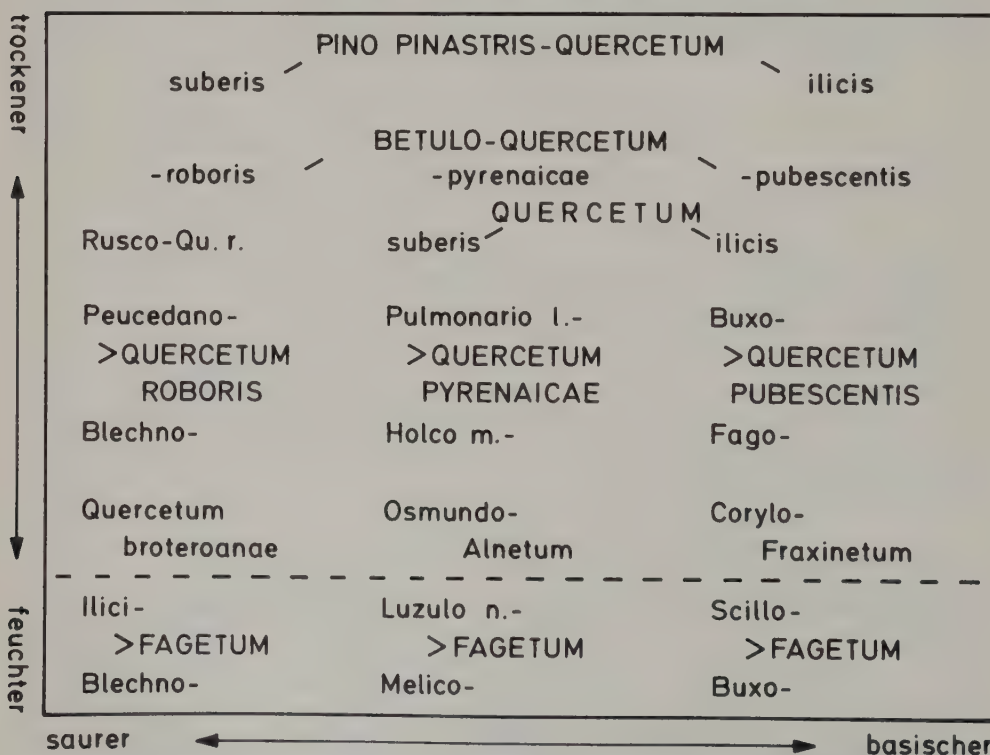 trockener
PINO PINASTRIS-QUERCETUM
suberis ilicis
BETULO-QUERCETUM
-roboris -pyrenaicae -pubescentis
QUERCETUM
Rusco-Qu. r. suberis ilicis
Peucedano- Pulmonario l.- Buxo-
>QUERCETUM >QUERCETUM >QUERCETUM
ROBORIS PYRENAICAE PUBESCENTIS
Blechno- Holco m.- Fago-
Quercetum Osmundo- Corylo-
broteroanae Alnetum Fraxinetum
feuchter
Ilici- Luzulo n.- Scillo-
>FAGETUM >FAGETUM >FAGETUM
Blechno- Melico- Buxo-
saurer basischer